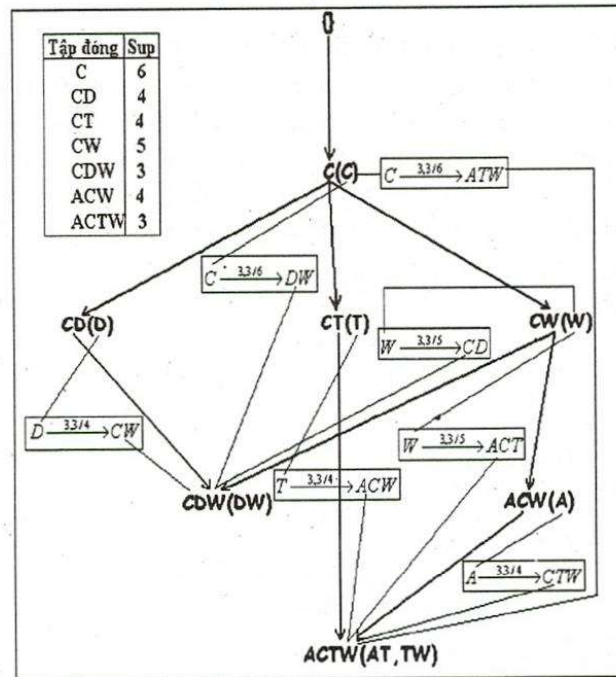 {}
Tập đóng Sup
C 6
CD 4
CT 4
CW 5
CDW 3
ACW 4
ACTW 3
C(C)
C 3,3/6 ATW
C 3,3/6 DW
CD(D)
CT(T)
CW(W)
W 3,3/5 CD
D 3,3/4 CW
W 3,3/5 ACT
CDW(DW)
T 3,3/4 ACW
ACW(A)
A 3,3/4 CTW
ACTW(AT,TW)